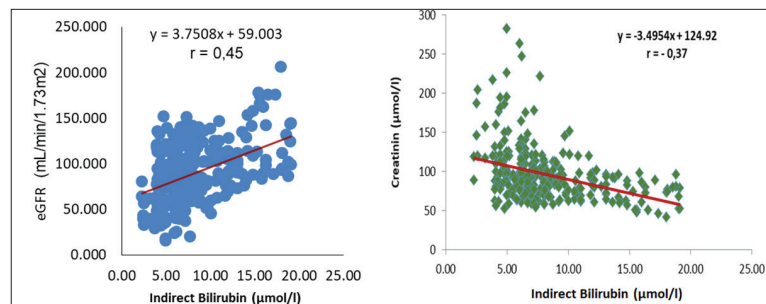 y = 3.7508x + 59.003
r = 0,45
250.000
200.000
150.000
100.000
50.000
0.000
eGFR (mL/min/1.73m2)
0.00 5.00 10.00 15.00 20.00 25.00
Indirect Bilirubin (µmol/l)
y = -3.4954x + 124.92
r = - 0,37
300
250
200
150
100
50
0
Creatinin (µmol/l)
0.00 5.00 10.00 15.00 20.00 25.00
Indirect Bilirubin (µmol/l)